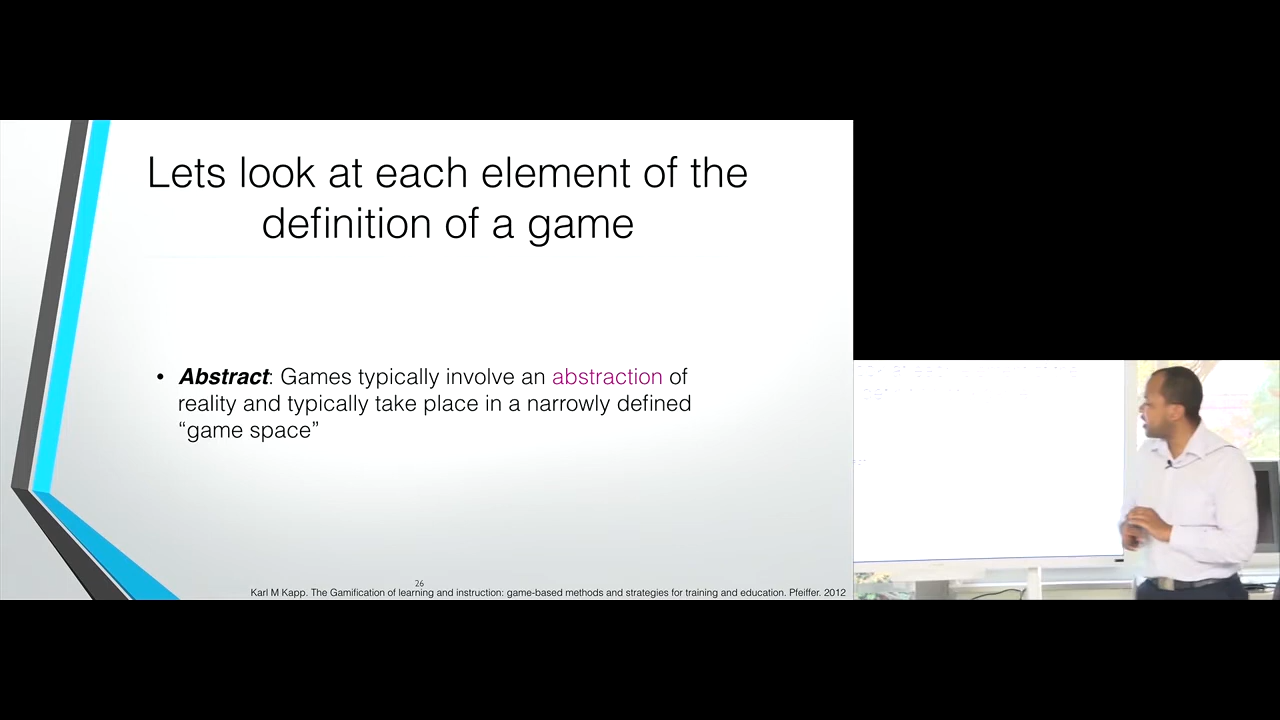 Lets look at each element of the
definition of a game
• Abstract: Games typically involve an abstraction of
reality and typically take place in a narrowly defined
“game space”
26
Karl M Kapp. The Gamification of learning and instruction: game-based methods and strategies for training and education. Pfeiffer. 2012